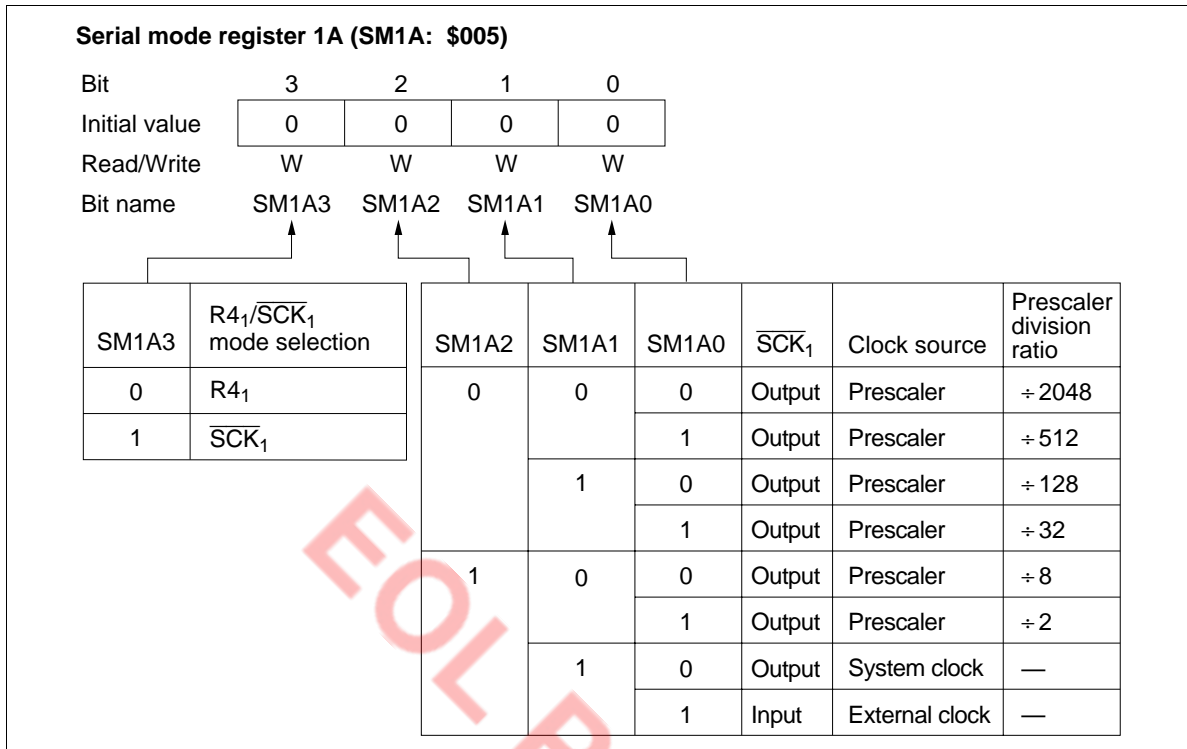 Serial mode register 1A (SM1A: $005)
Bit 3 2 1 0
Initial value 0 0 0 0
Read/Write W W W W
Bit name SM1A3 SM1A2 SM1A1 SM1A0
SM1A3 R4₁/S̅C̅K̅₁ mode selection
0 R4₁
1 S̅C̅K̅₁
SM1A2 SM1A1 SM1A0 S̅C̅K̅₁ Clock source Prescaler division ratio
0 0 0 Output Prescaler ÷2048
1 Output Prescaler ÷512
1 0 Output Prescaler ÷128
1 Output Prescaler ÷32
1 0 0 Output Prescaler ÷8
1 Output Prescaler ÷2
1 0 Output System clock —
1 Input External clock —
EOL